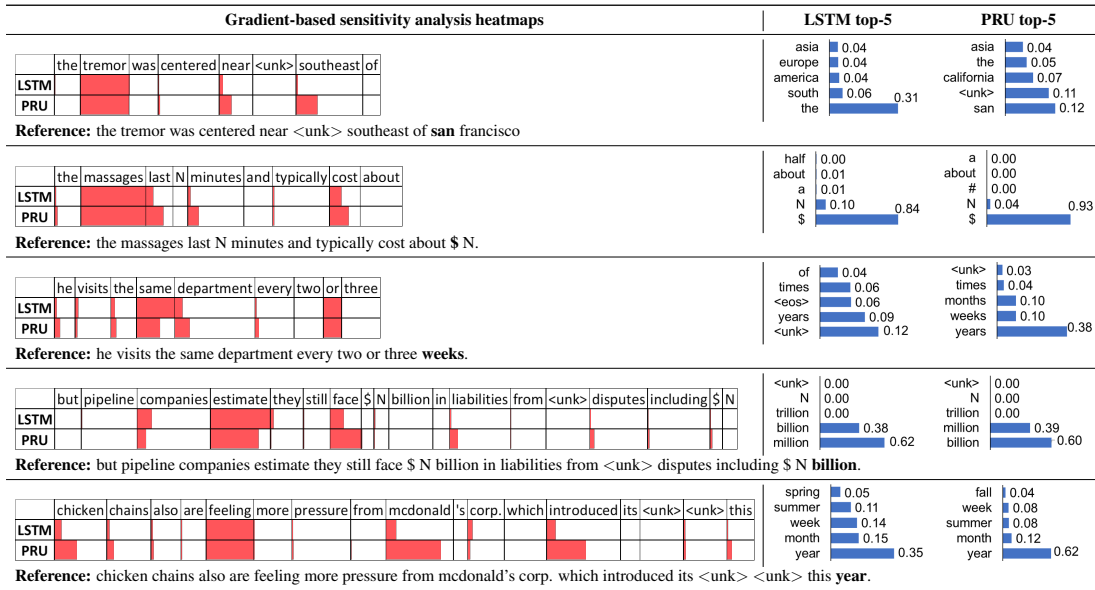 Gradient-based sensitivity analysis heatmaps LSTM top-5 PRU top-5
the tremor was centered near <unk> southeast of
LSTM
PRU
Reference: the tremor was centered near <unk> southeast of san francisco
asia 0.04
europe 0.04
america 0.04
south 0.06
the 0.31
asia 0.04
the 0.05
california 0.07
<unk> 0.11
san 0.12
the massages last N minutes and typically cost about
LSTM
PRU
Reference: the massages last N minutes and typically cost about $ N.
half 0.00
about 0.01
a 0.01
N 0.10
$ 0.84
a 0.00
about 0.00
# 0.00
N 0.04
$ 0.93
he visits the same department every two or three
LSTM
PRU
Reference: he visits the same department every two or three weeks.
of 0.04
times 0.06
<eos> 0.06
years 0.09
<unk> 0.12
<unk> 0.03
times 0.04
months 0.10
weeks 0.10
years 0.38
but pipeline companies estimate they still face $ N billion in liabilities from <unk> disputes including $ N
LSTM
PRU
Reference: but pipeline companies estimate they still face $ N billion in liabilities from <unk> disputes including $ N billion.
<unk> 0.00
N 0.00
trillion 0.00
billion 0.38
million 0.62
<unk> 0.00
N 0.00
trillion 0.00
million 0.39
billion 0.60
chicken chains also are feeling more pressure from mcdonald 's corp. which introduced its <unk> <unk> this
LSTM
PRU
Reference: chicken chains also are feeling more pressure from mcdonald's corp. which introduced its <unk> <unk> this year.
spring 0.05
summer 0.11
week 0.14
month 0.15
year 0.35
fall 0.04
week 0.08
summer 0.08
month 0.12
year 0.62